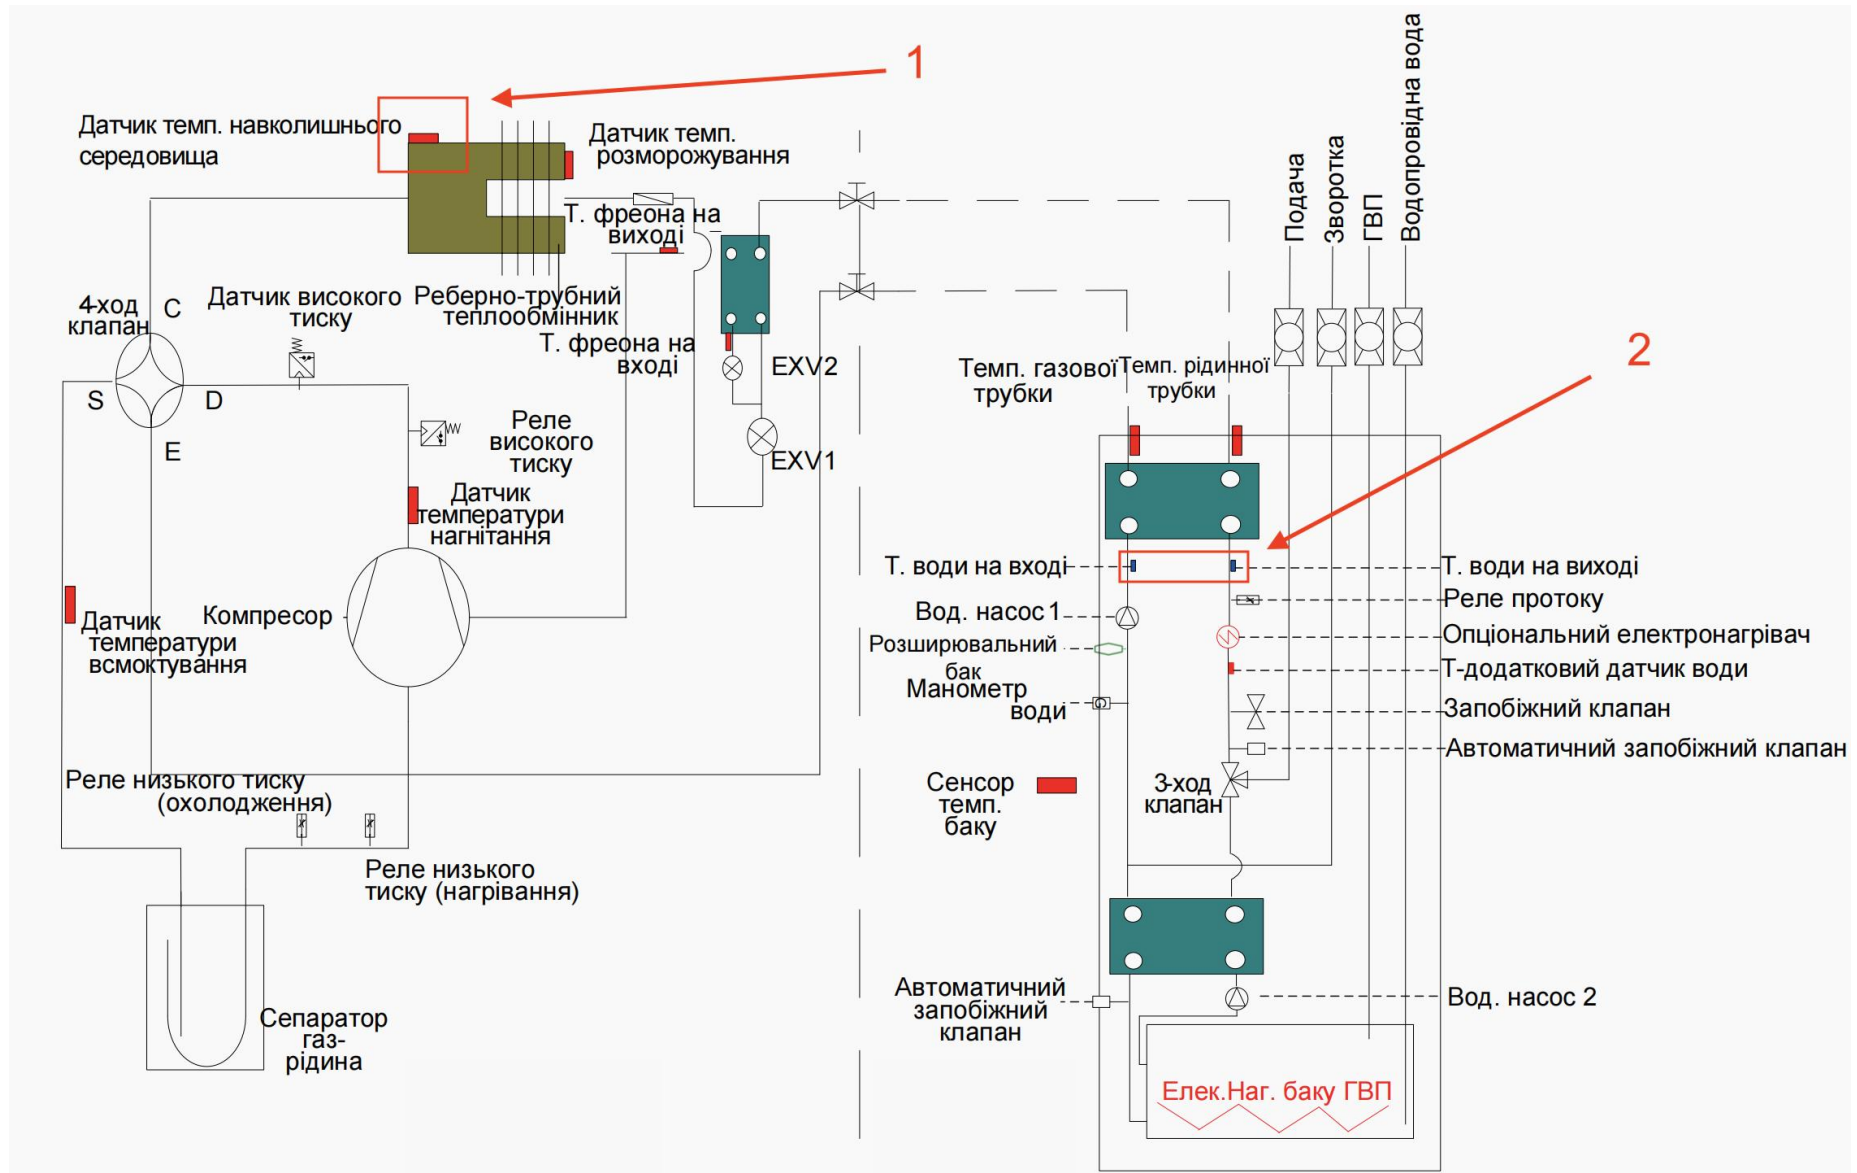 1
Датчик темп. навколишнього
середовища
Датчик темп.
розморожування
Т. фреона на
виході
4-ход
клапан
C
S
D
E
Датчик високого
тиску
Реберно-трубний
теплообмінник
Т. фреона на
вході
EXV2
EXV1
Реле
високого
тиску
Датчик
температури
нагнітання
Компресор
Датчик
температури
всмоктування
Реле низького тиску
(охолодження)
Реле низького
тиску (нагрівання)
Сепаратор
газ-
рідина
Подача
Зворотка
ГВП
Водопровідна вода
2
Темп. газової
трубки
Темп. рідинної
трубки
Т. води на вході
Т. води на виході
Вод. насос 1
Реле протоку
Розширювальний
бак
Опціональний електронагрівач
Манометр
води
Т-додатковий датчик води
Запобіжний клапан
Автоматичний запобіжний клапан
Сенсор
темп.
баку
3-ход
клапан
Автоматичний
запобіжний
клапан
Вод. насос 2
Елек.Наг. баку ГВП